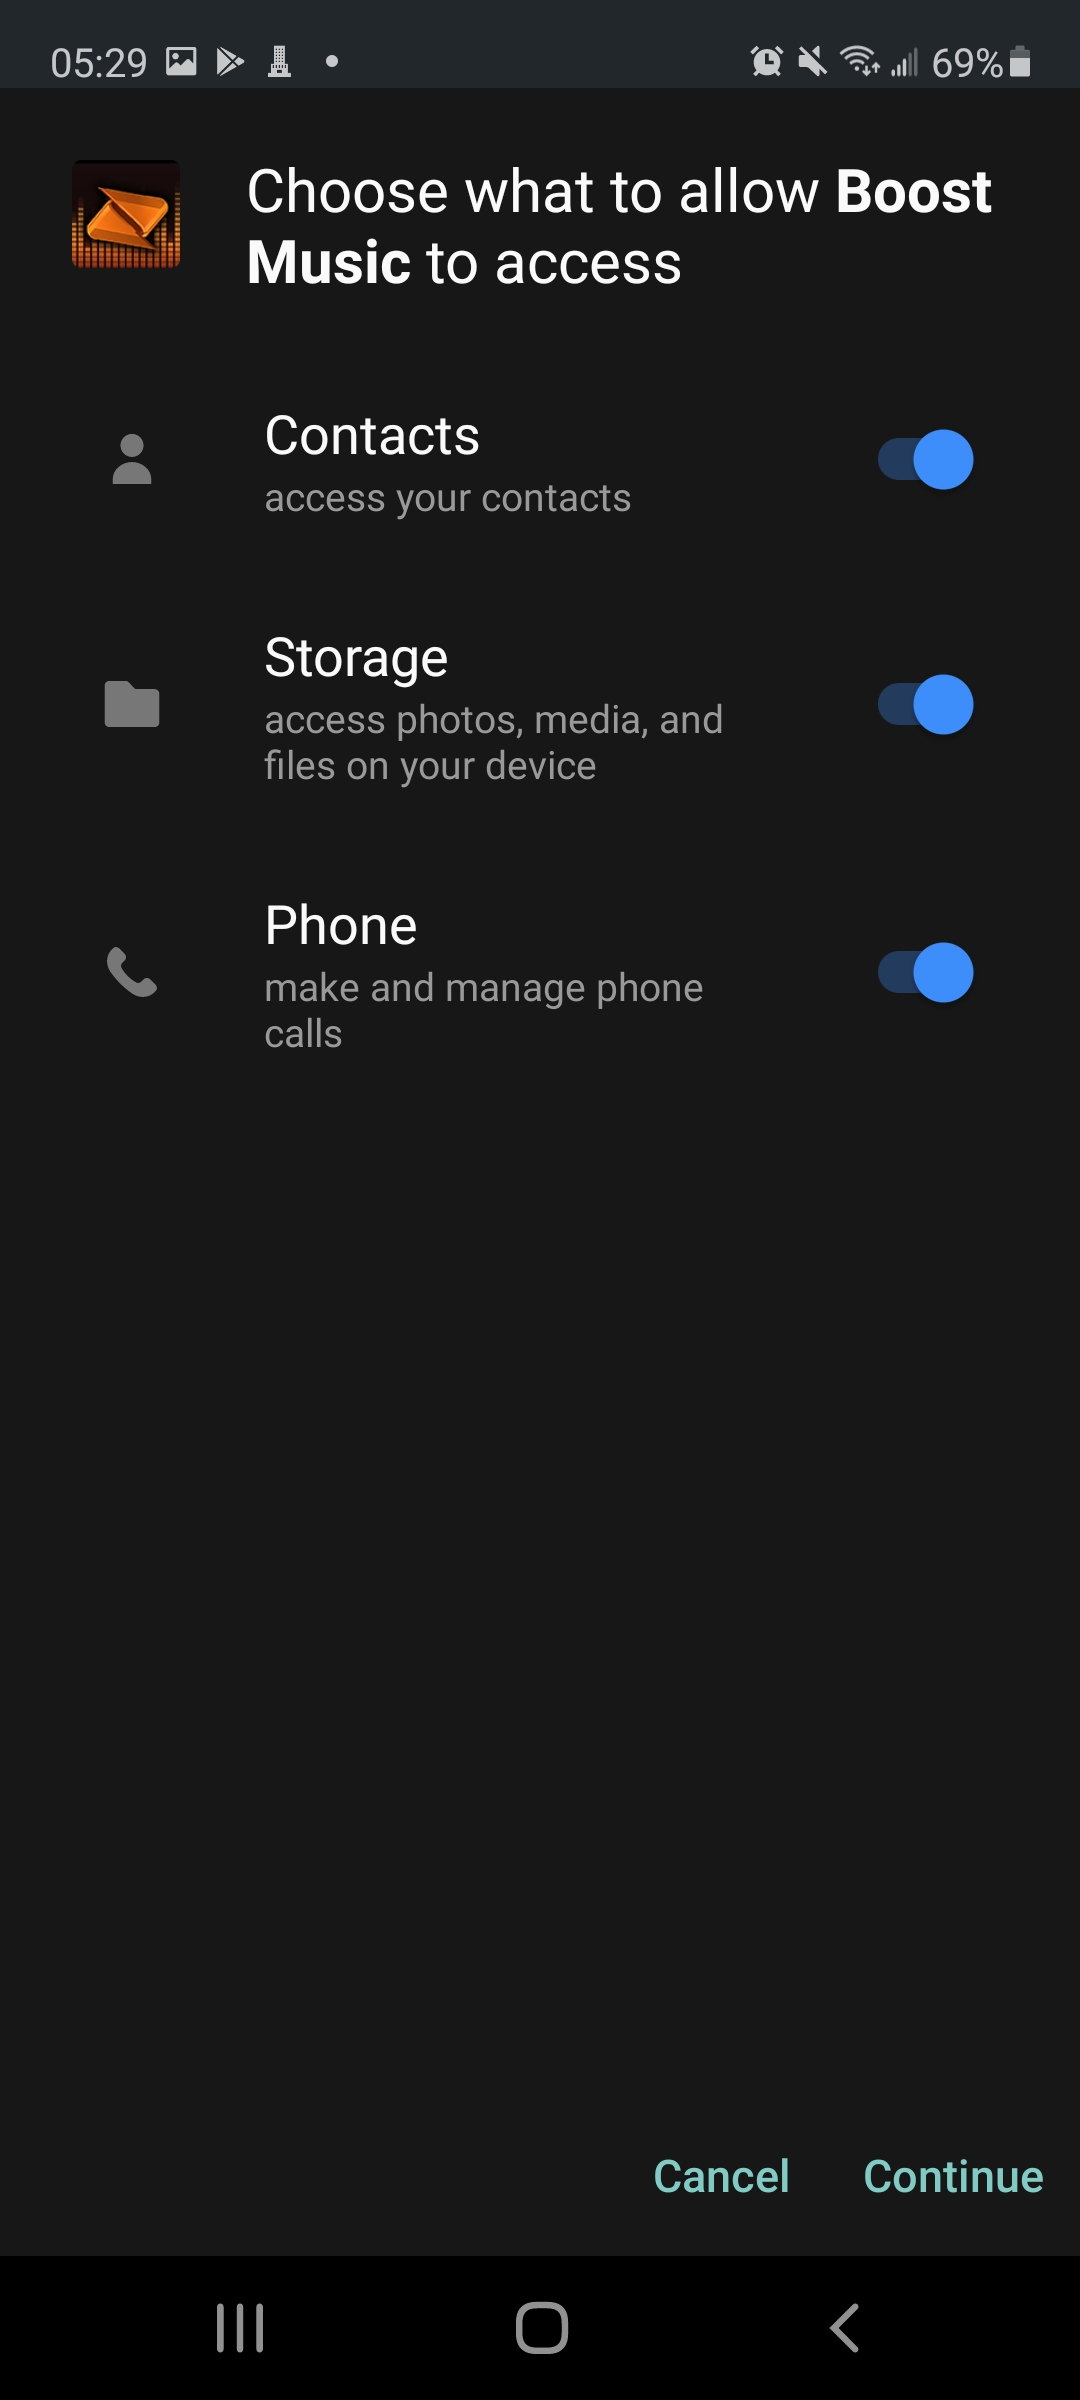 05:29
69%
Choose what to allow Boost
Music to access
Contacts
access your contacts
Storage
access photos, media, and
files on your device
Phone
make and manage phone
calls
Cancel
Continue